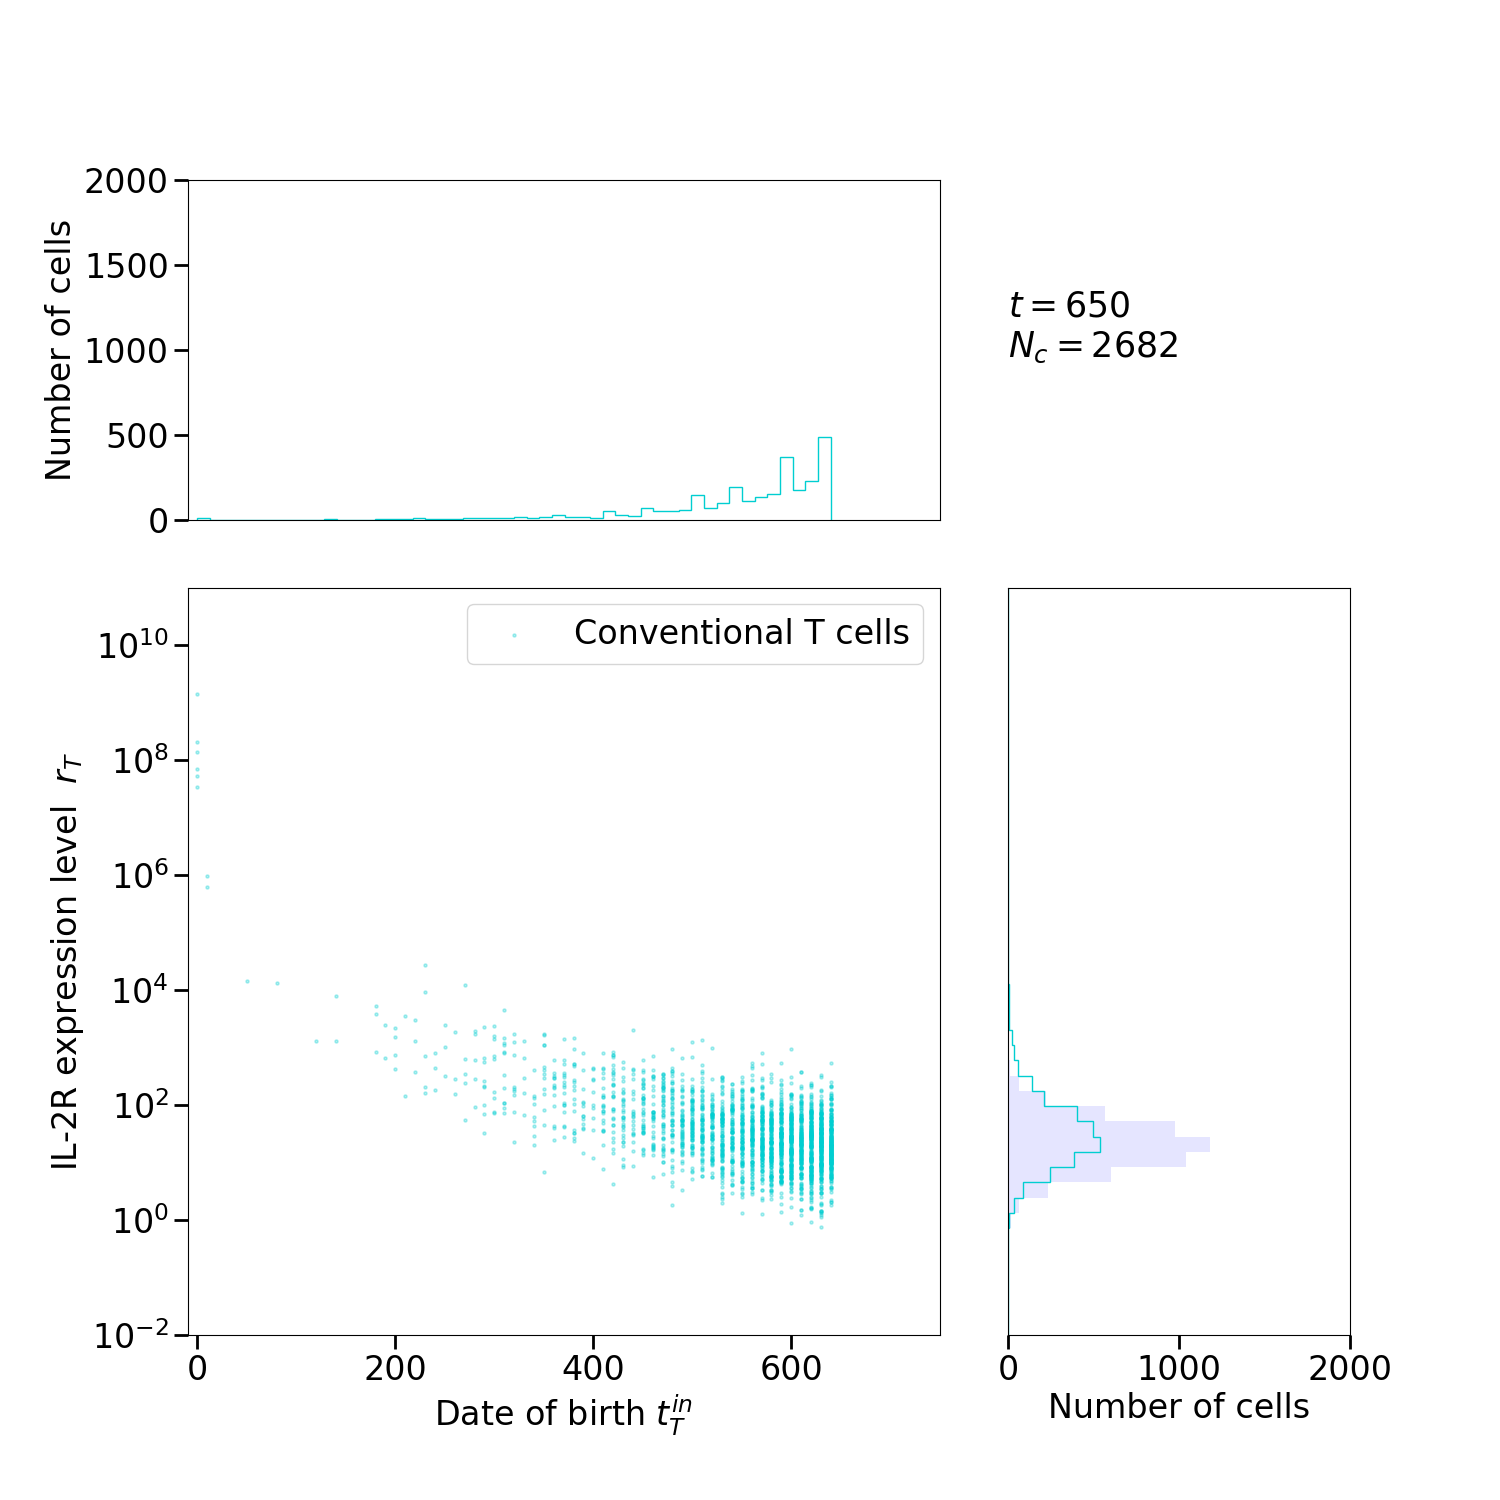 2000
1500
1000
500
0
Number of cells
t = 650
N_c = 2682
Conventional T cells
10^10
10^8
10^6
10^4
10^2
10^0
10^−2
IL-2R expression level r_T
0 200 400 600
Date of birth t_T^in
0 1000 2000
Number of cells